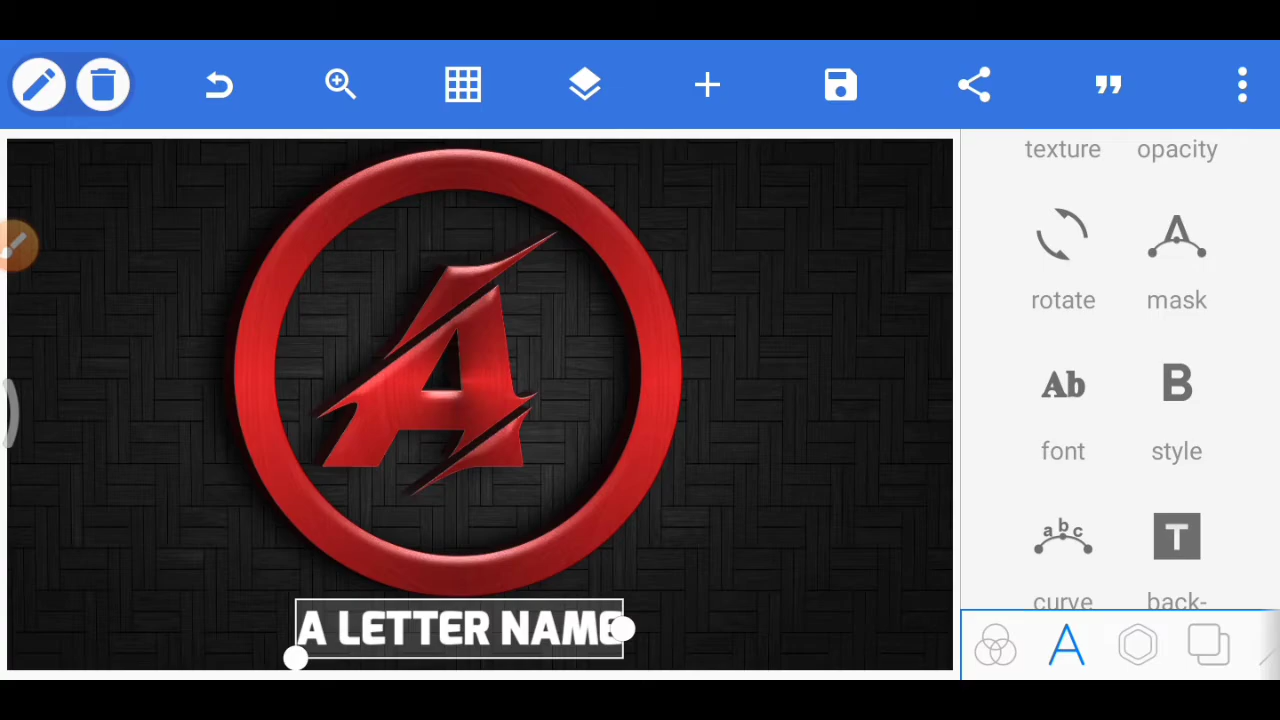 texture opacity
rotate mask
Ab B
font style
abc T
curve back-
A
A LETTER NAME